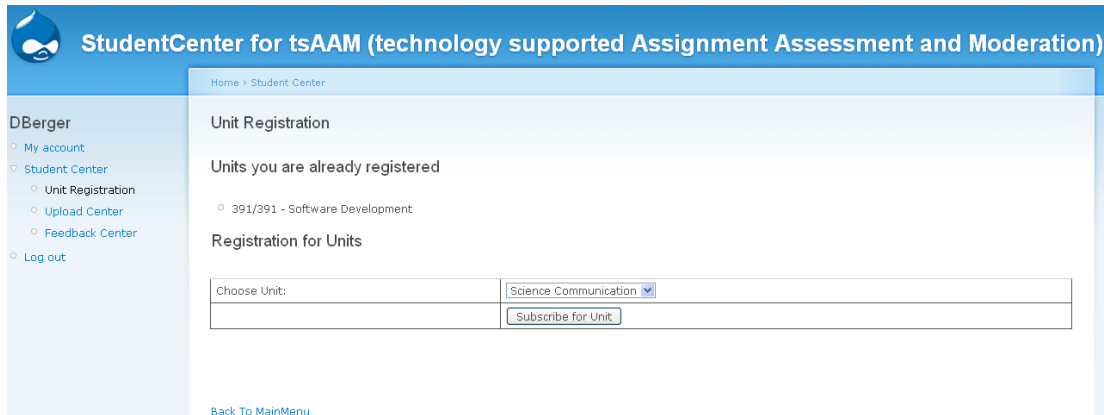 StudentCenter for tsAAM (technology supported Assignment Assessment and Moderation)
Home › Student Center
DBerger
My account
Student Center
Unit Registration
Upload Center
Feedback Center
Log out
Unit Registration
Units you are already registered
391/391 - Software Development
Registration for Units
Choose Unit: Science Communication
Subscribe for Unit
Back To MainMenu